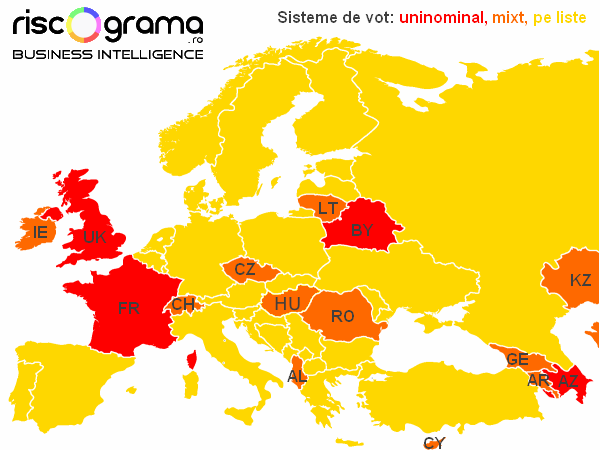 riscograma
.ro
BUSINESS INTELLIGENCE
Sisteme de vot: uninominal, mixt, pe liste
LT
BY
IE
UK
CZ
KZ
FR
CH
HU
RO
GE
AL
AR
AZ
CY